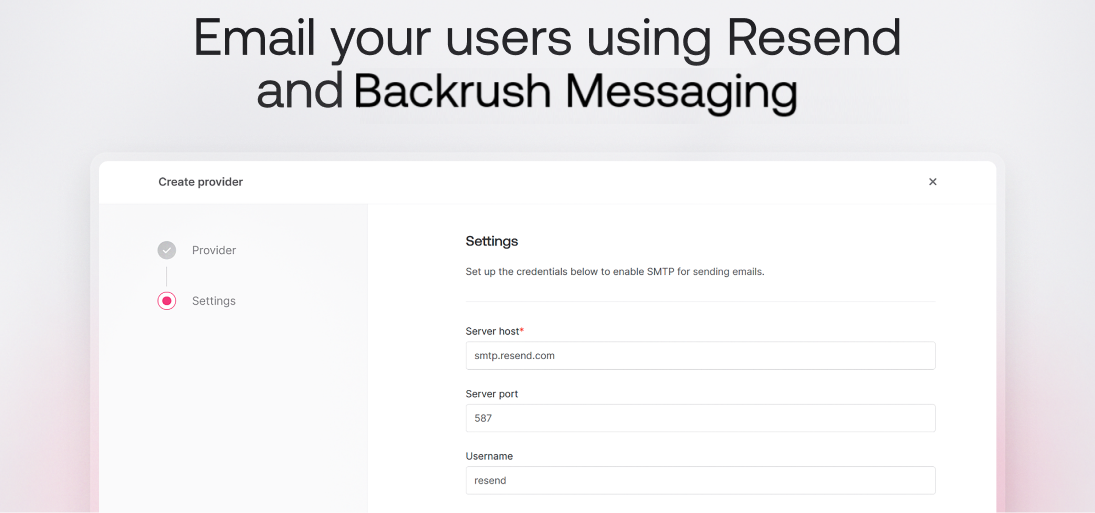 Email your users using Resend
and Backrush Messaging
Create provider
Provider
Settings
Settings
Set up the credentials below to enable SMTP for sending emails.
Server host*
smtp.resend.com
Server port
587
Username
resend